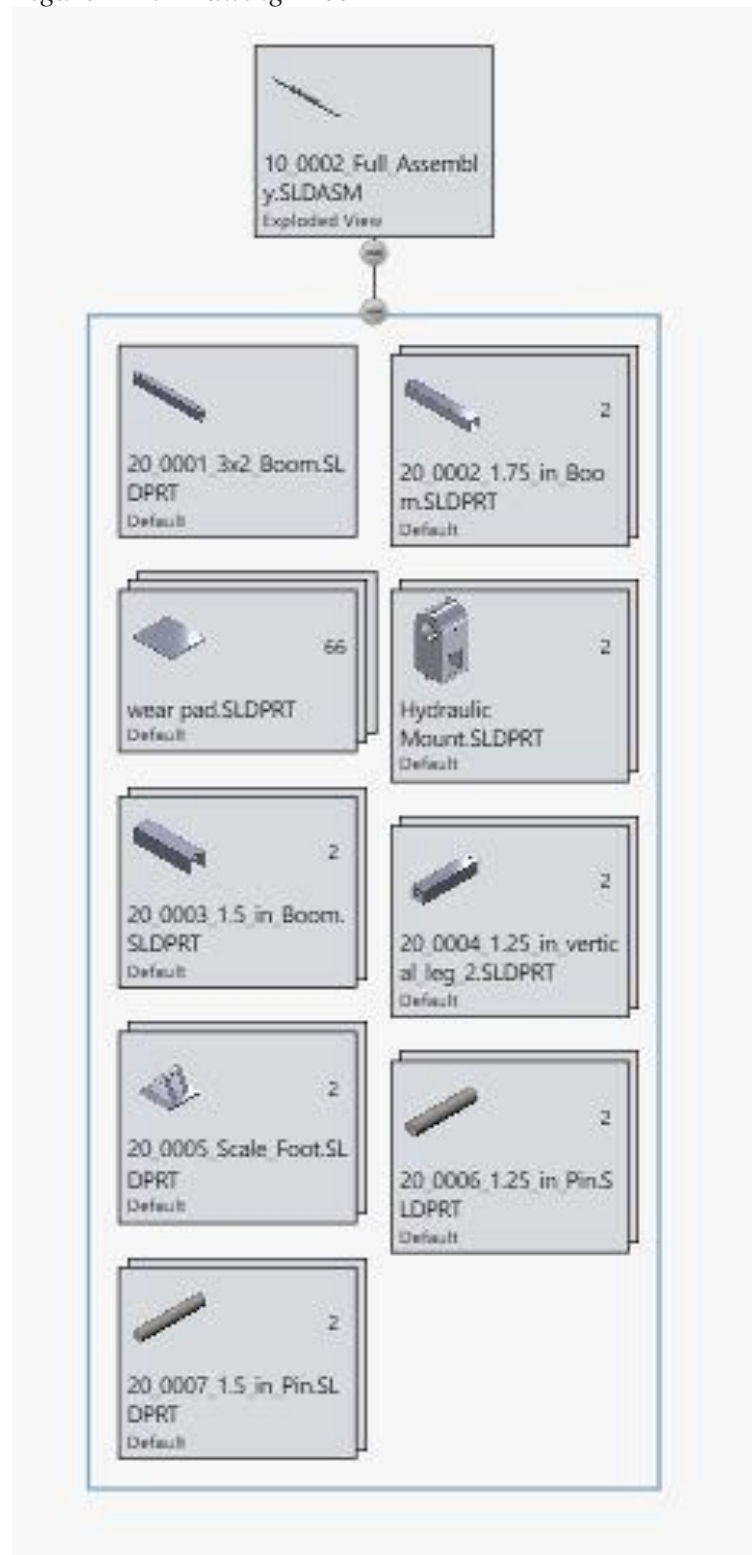 10_0002_Full_Assembl
y.SLDASM
Exploded View
20_0001_3x2_Boom.SL
DPRT
Default
2
20_0002_1.75_in_Boo
m.SLDPRT
Default
66
wear pad.SLDPRT
Default
2
Hydraulic
Mount.SLDPRT
Default
2
20_0003_1.5_in_Boom.
SLDPRT
Default
2
20_0004_1.25_in_vertic
al_leg_2.SLDPRT
Default
2
20_0005_Scale_Foot.SL
DPRT
Default
2
20_0006_1.25_in_Pin.S
LDPRT
Default
2
20_0007_1.5_in_Pin.SL
DPRT
Default